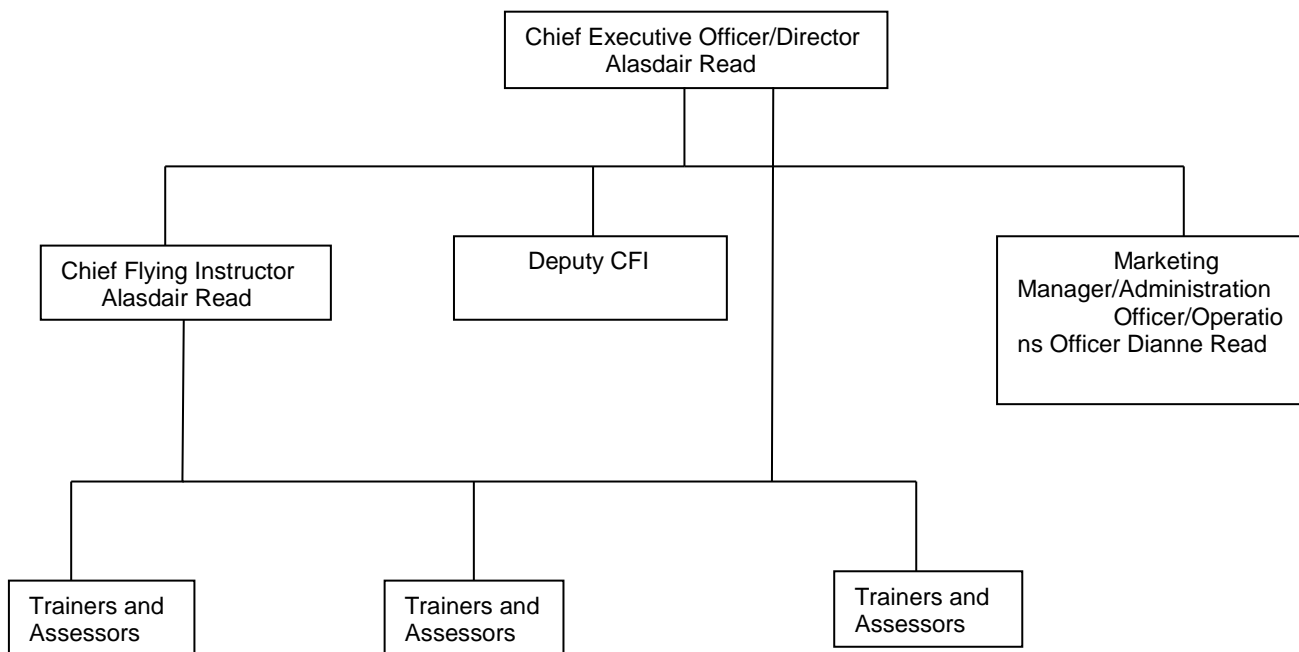 Chief Executive Officer/Director
Alasdair Read
Chief Flying Instructor
Alasdair Read
Deputy CFI
Marketing
Manager/Administration
Officer/Operatio
ns Officer Dianne Read
Trainers and
Assessors
Trainers and
Assessors
Trainers and
Assessors